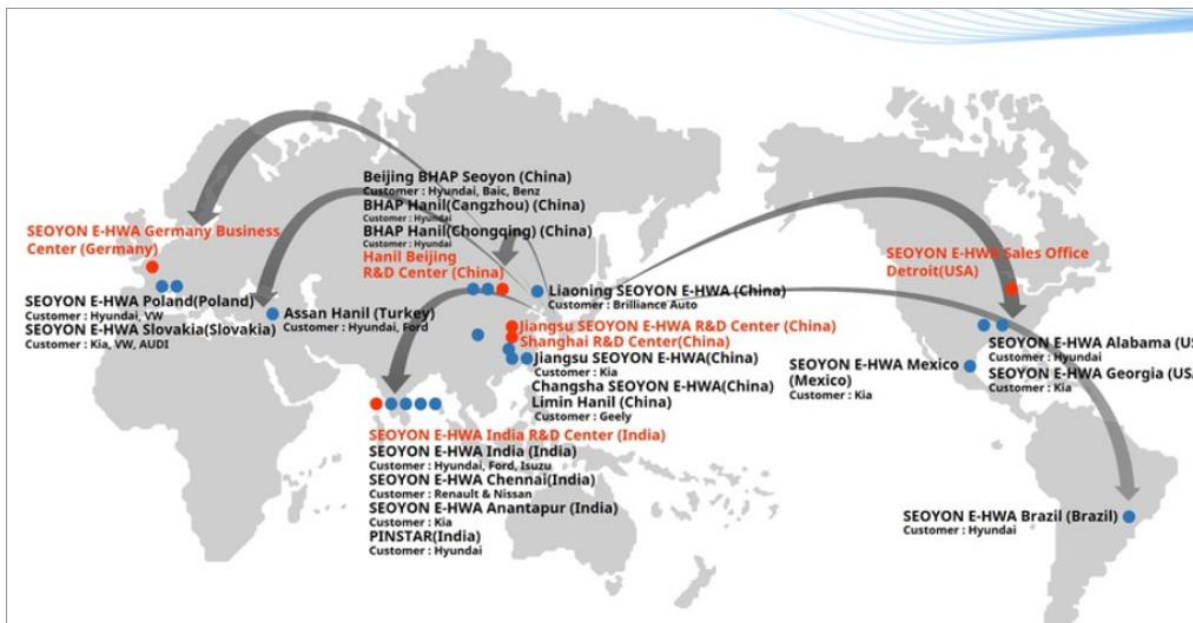 Beijing BHAP Seoyon (China)
Customer : Hyundai, Baic, Benz
BHAP Hanil(Cangzhou) (China)
Customer : Hyundai
BHAP Hanil(Chongqing) (China)
Customer : Hyundai
Hanil Beijing
R&D Center (China)
SEOYON E-HWA Germany Business
Center (Germany)
SEOYON E-HWA Poland(Poland)
Customer : Hyundai, VW
SEOYON E-HWA Slovakia(Slovakia)
Customer : Kia, VW, AUDI
Assan Hanil (Turkey)
Customer : Hyundai, Ford
Liaoning SEOYON E-HWA (China)
Customer : Brilliance Auto
Jiangsu SEOYON E-HWA R&D Center (China)
Shanghai R&D Center(China)
Jiangsu SEOYON E-HWA(China)
Customer : Kia
Changsha SEOYON E-HWA(China)
Limin Hanil (China)
Customer : Geely
SEOYON E-HWA India R&D Center (India)
SEOYON E-HWA India (India)
Customer : Hyundai, Ford, Isuzu
SEOYON E-HWA Chennai(India)
Customer : Renault & Nissan
SEOYON E-HWA Anantapur (India)
Customer : Kia
PINSTAR(India)
Customer : Hyundai
SEOYON E-HWA Sales Office
Detroit(USA)
SEOYON E-HWA Alabama (US
Customer : Hyundai
SEOYON E-HWA Georgia (USA
Customer : Kia
SEOYON E-HWA Mexico
(Mexico)
Customer : Kia
SEOYON E-HWA Brazil (Brazil)
Customer : Hyundai